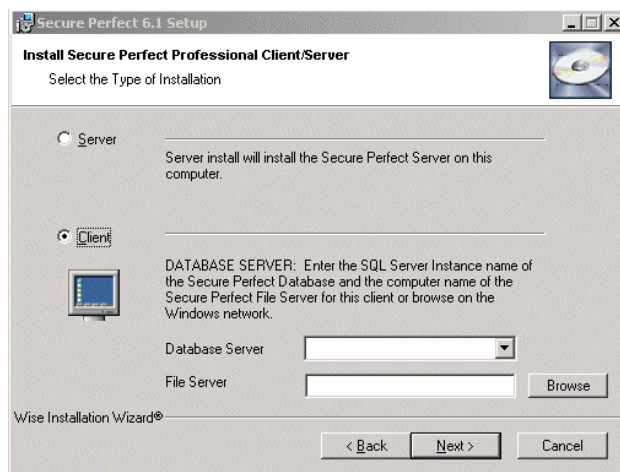 Secure Perfect 6.1 Setup
Install Secure Perfect Professional Client/Server
Select the Type of Installation
Server
Server install will install the Secure Perfect Server on this
computer.
Client
DATABASE SERVER: Enter the SQL Server Instance name of
the Secure Perfect Database and the computer name of the
Secure Perfect File Server for this client or browse on the
Windows network.
Database Server
File Server
Browse
Wise Installation Wizard®
< Back
Next >
Cancel